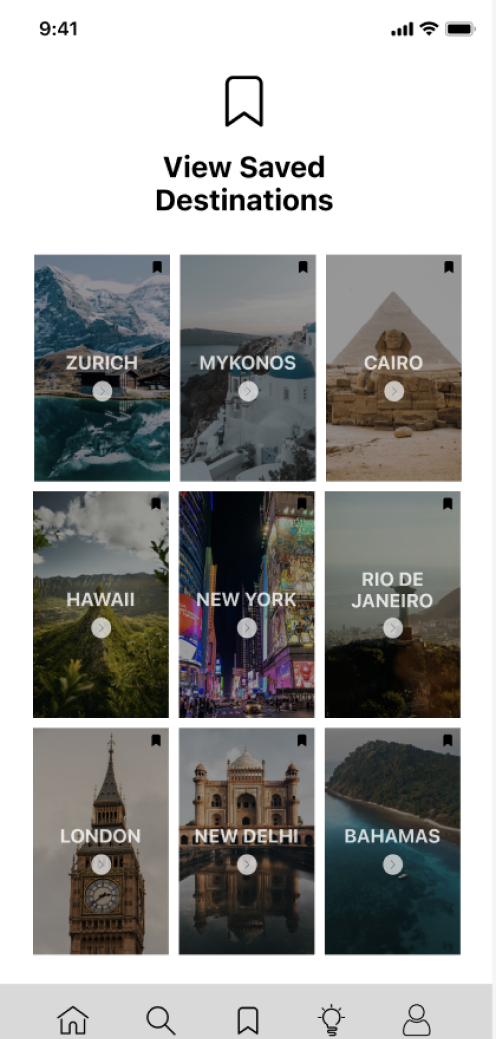 9:41
View Saved
Destinations
ZURICH
MYKONOS
CAIRO
HAWAII
NEW YORK
RIO DE
JANEIRO
LONDON
NEW DELHI
BAHAMAS